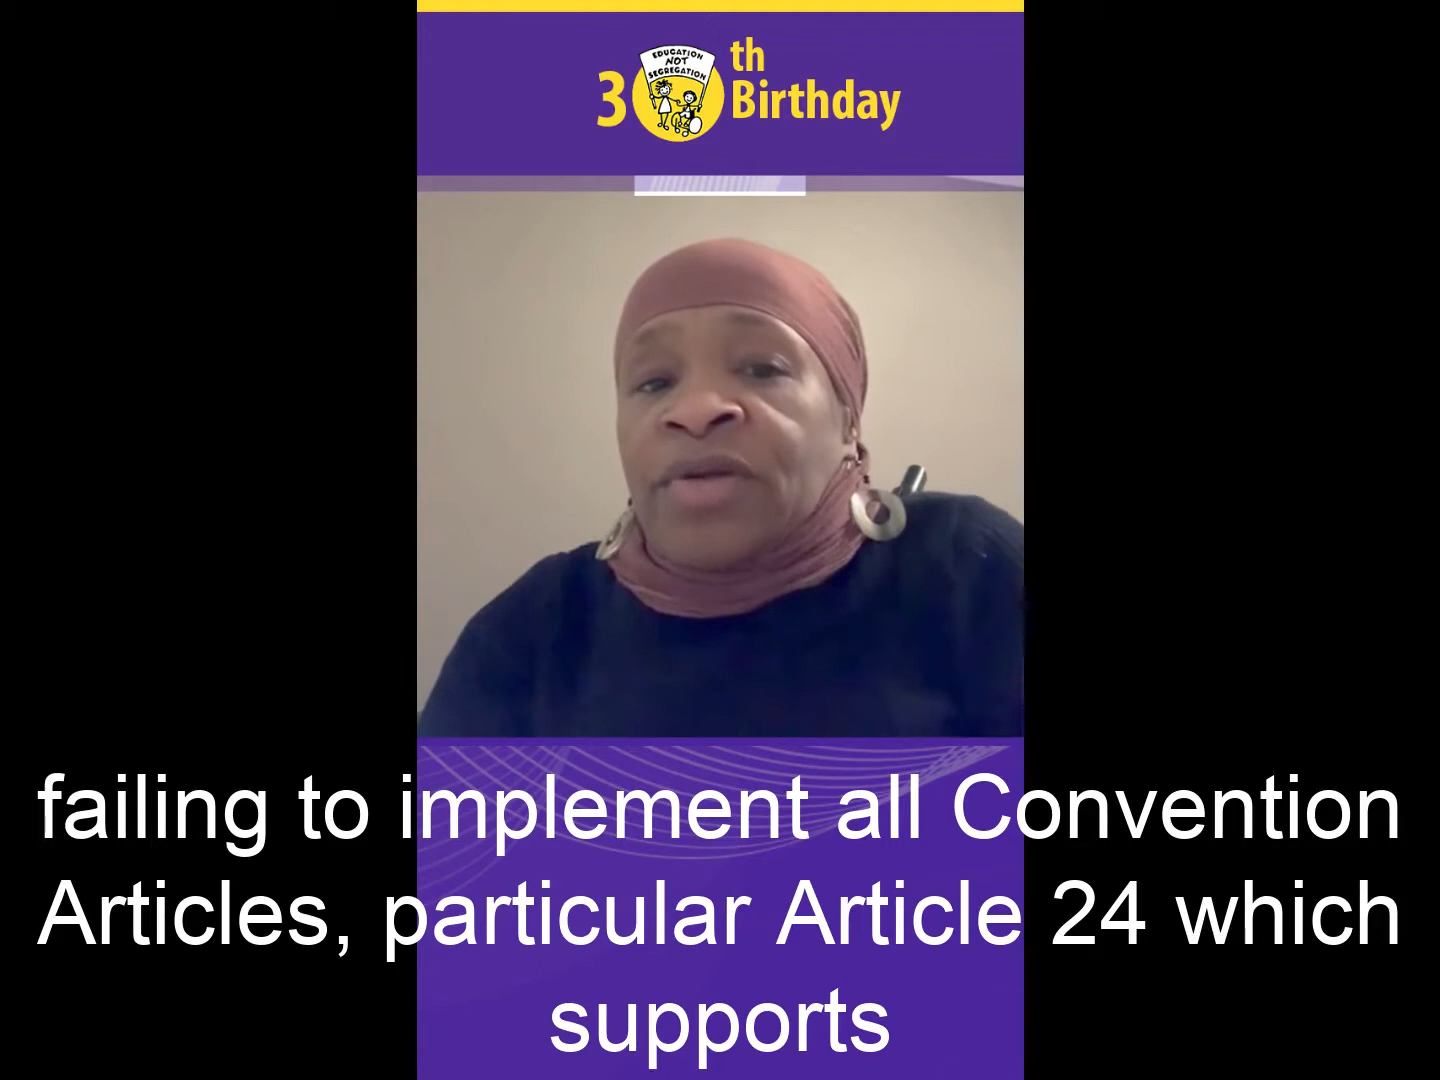 EDUCATION
NOT
SEGREGATION
30th
Birthday
failing to implement all Convention
Articles, particular Article 24 which
supports